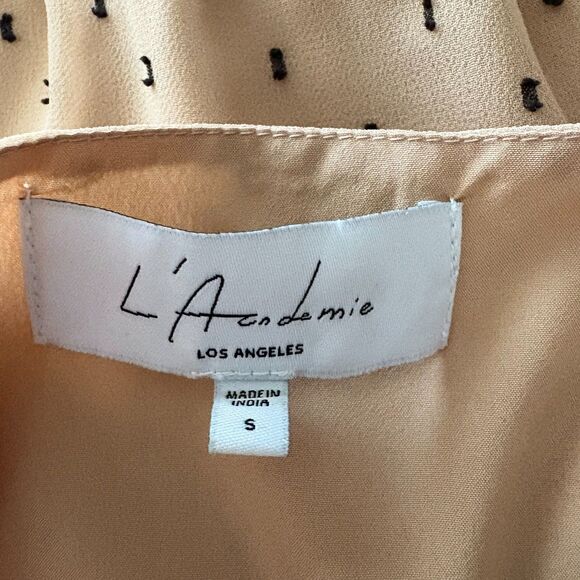 L'Academie
LOS ANGELES
MADE IN
INDIA
S